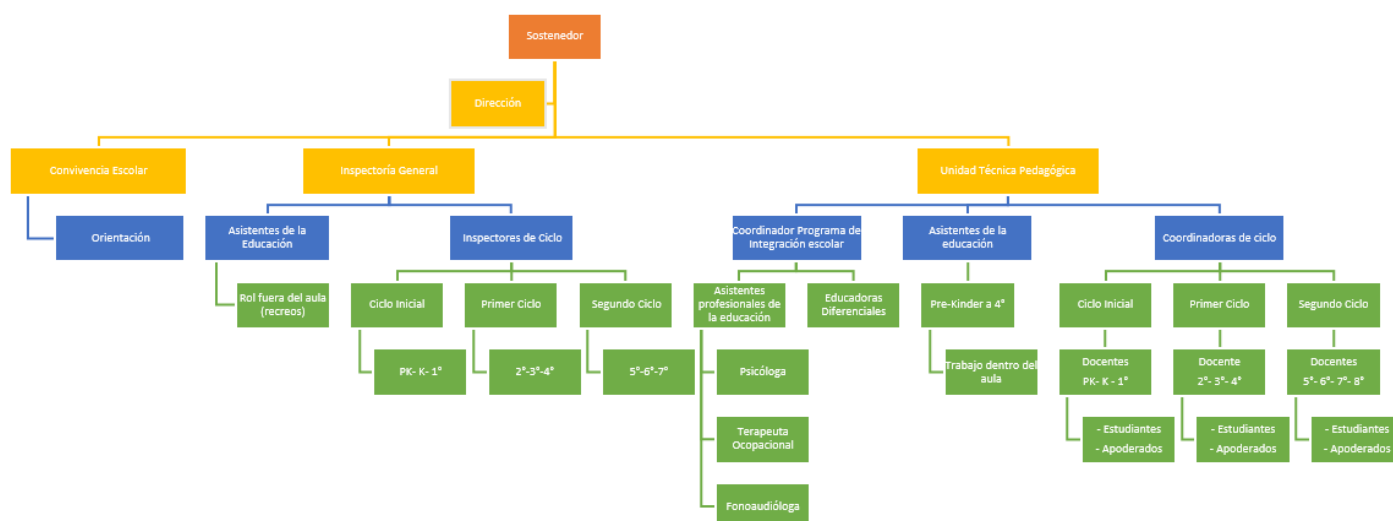 Sostenedor
Dirección
Convivencia Escolar
Inspectoría General
Unidad Técnica Pedagógica
Orientación
Asistentes de la
Educación
Inspectores de Ciclo
Coordinador Programa de
Integración escolar
Asistentes de la
educación
Coordinadoras de ciclo
Rol fuera del aula
(recreos)
Ciclo Inicial
Primer Ciclo
Segundo Ciclo
Asistentes
profesionales de
la educación
Educadoras
Diferenciales
Pre-Kinder a 4°
Ciclo Inicial
Primer Ciclo
Segundo Ciclo
PK- K- 1°
2°-3°-4°
5°-6°-7°
Psicóloga
Trabajo dentro del
aula
Docentes
PK- K - 1°
Docente
2°- 3°- 4°
Docentes
5°- 6°- 7°- 8°
Terapeuta
Ocopacional
- Estudiantes
- Apoderados
- Estudiantes
- Apoderados
- Estudiantes
- Apoderados
Fonoaudióloga